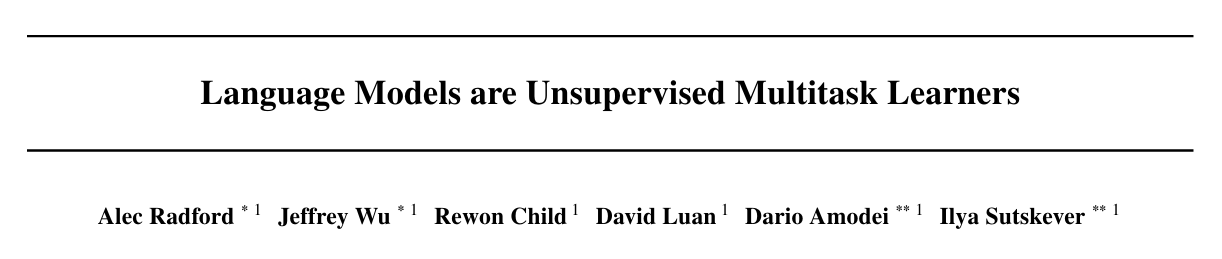 Language Models are Unsupervised Multitask Learners
Alec Radford * 1 Jeffrey Wu * 1 Rewon Child 1 David Luan 1 Dario Amodei ** 1 Ilya Sutskever ** 1